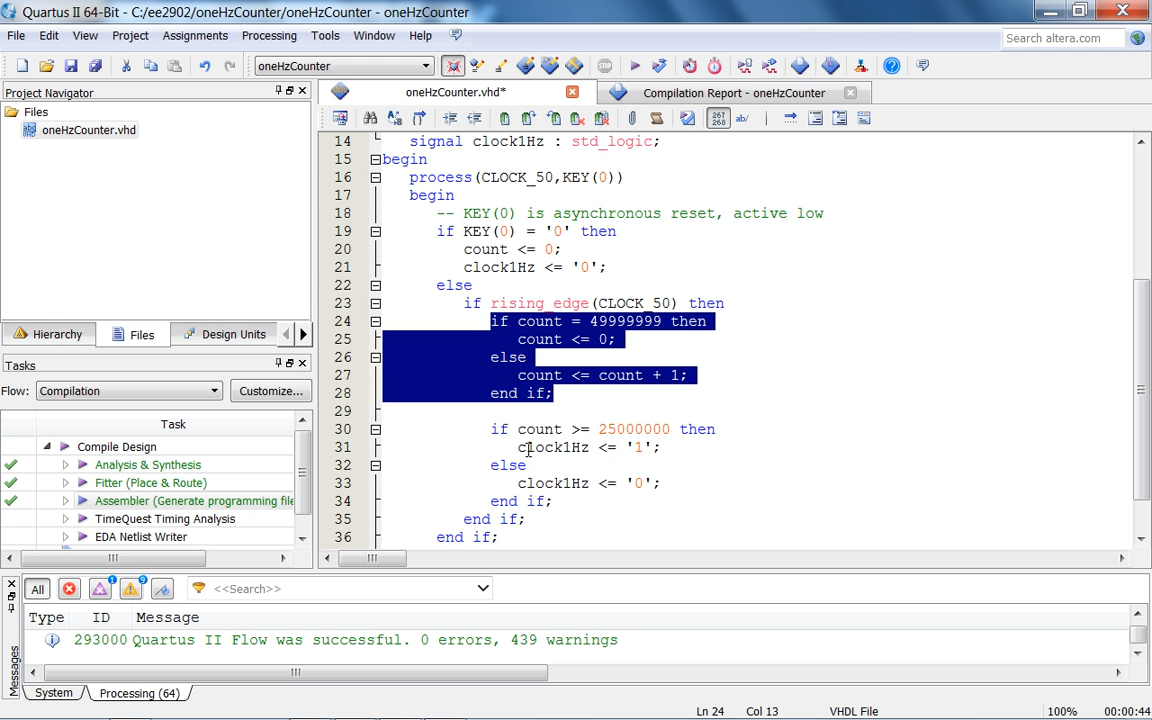 Quartus II 64-Bit - C:/ee2902/oneHzCounter/oneHzCounter - oneHzCounter
File Edit View Project Assignments Processing Tools Window Help
Search altera.com
oneHzCounter
Project Navigator
Files
oneHzCounter.vhd
Hierarchy Files Design Units
Tasks
Flow: Compilation Customize...
Task
Compile Design
Analysis & Synthesis
Fitter (Place & Route)
Assembler (Generate programming file
TimeQuest Timing Analysis
EDA Netlist Writer
oneHzCounter.vhd* Compilation Report - oneHzCounter
267 268 ab/
14 signal clock1Hz : std_logic;
15 begin
16 process(CLOCK_50,KEY(0))
17 begin
18 -- KEY(0) is asynchronous reset, active low
19 if KEY(0) = '0' then
20 count <= 0;
21 clock1Hz <= '0';
22 else
23 if rising_edge(CLOCK_50) then
24 if count = 49999999 then
25 count <= 0;
26 else
27 count <= count + 1;
28 end if;
29
30 if count >= 25000000 then
31 clock1Hz <= '1';
32 else
33 clock1Hz <= '0';
34 end if;
35 end if;
36 end if;
All 1 9 <<Search>>
Type ID Message
293000 Quartus II Flow was successful. 0 errors, 439 warnings
Messages
System Processing (64)
Ln 24 Col 13 VHDL File 100% 00:00:44